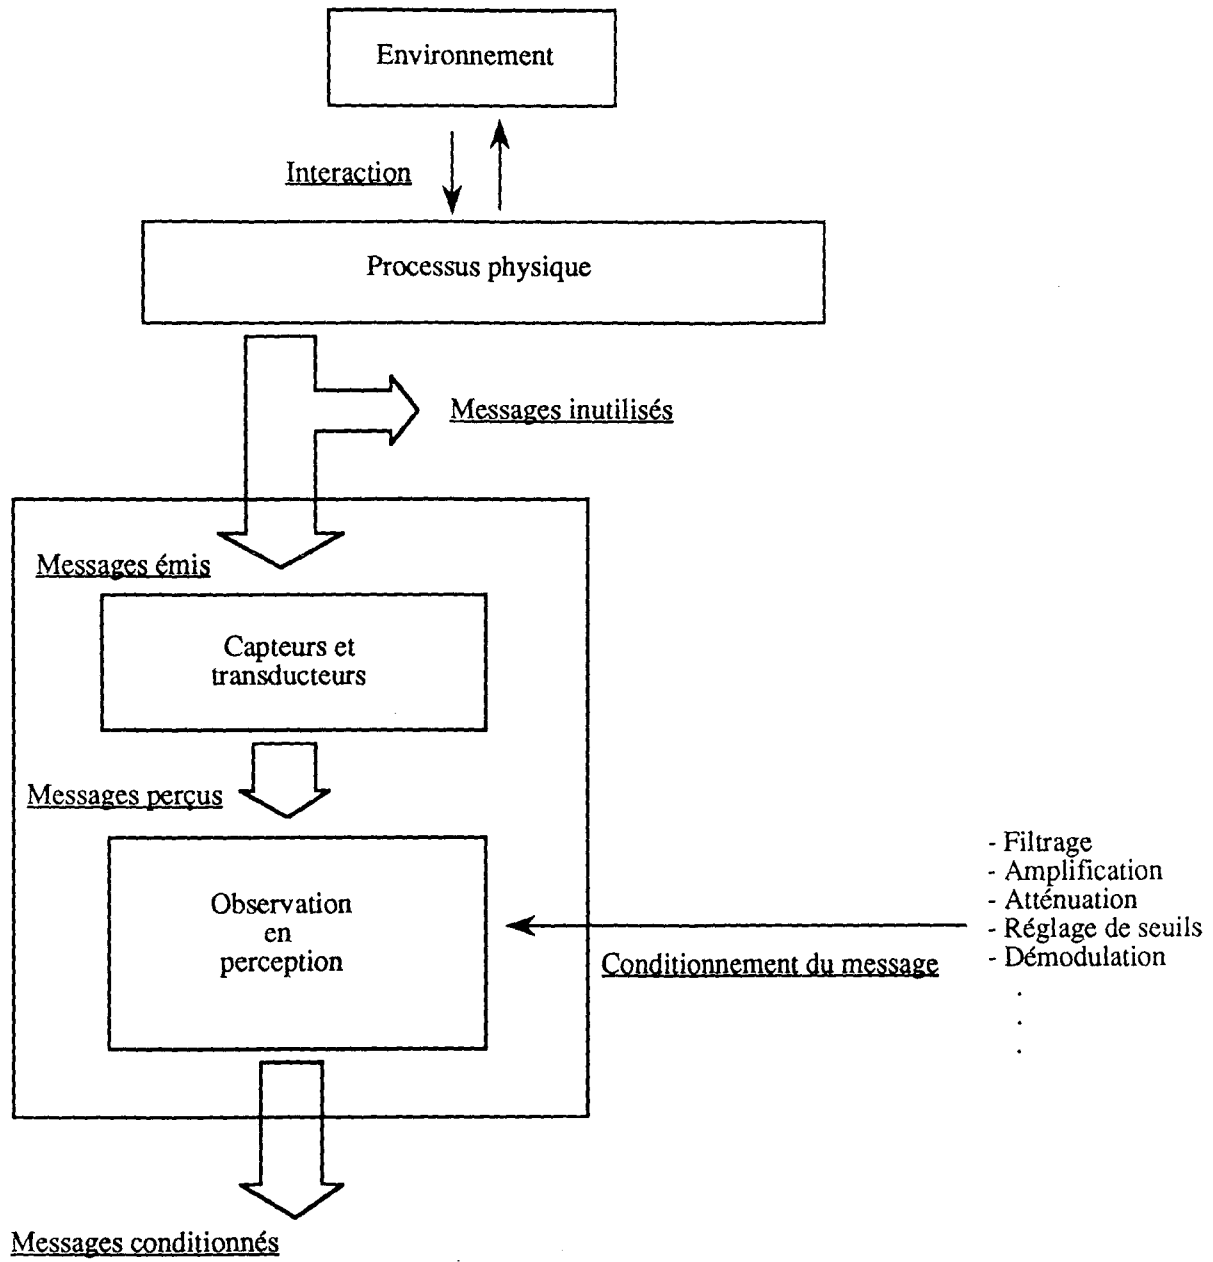 Environnement
Interaction
Processus physique
Messages inutilisés
Messages émis
Capteurs et
transducteurs
Messages perçus
Observation
en
perception
- Filtrage
- Amplification
- Atténuation
- Réglage de seuils
- Démodulation
.
.
.
Conditionnement du message
Messages conditionnés